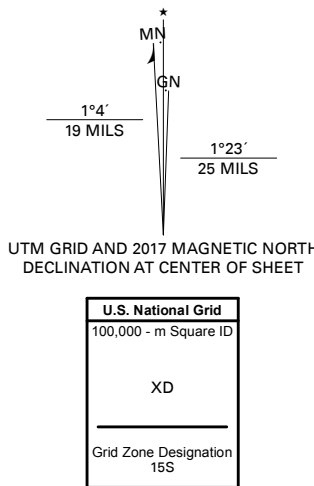 ★
MN
GN
1°4´
19 MILS
1°23´
25 MILS
UTM GRID AND 2017 MAGNETIC NORTH
DECLINATION AT CENTER OF SHEET
U.S. National Grid
100,000 - m Square ID
XD
Grid Zone Designation
15S